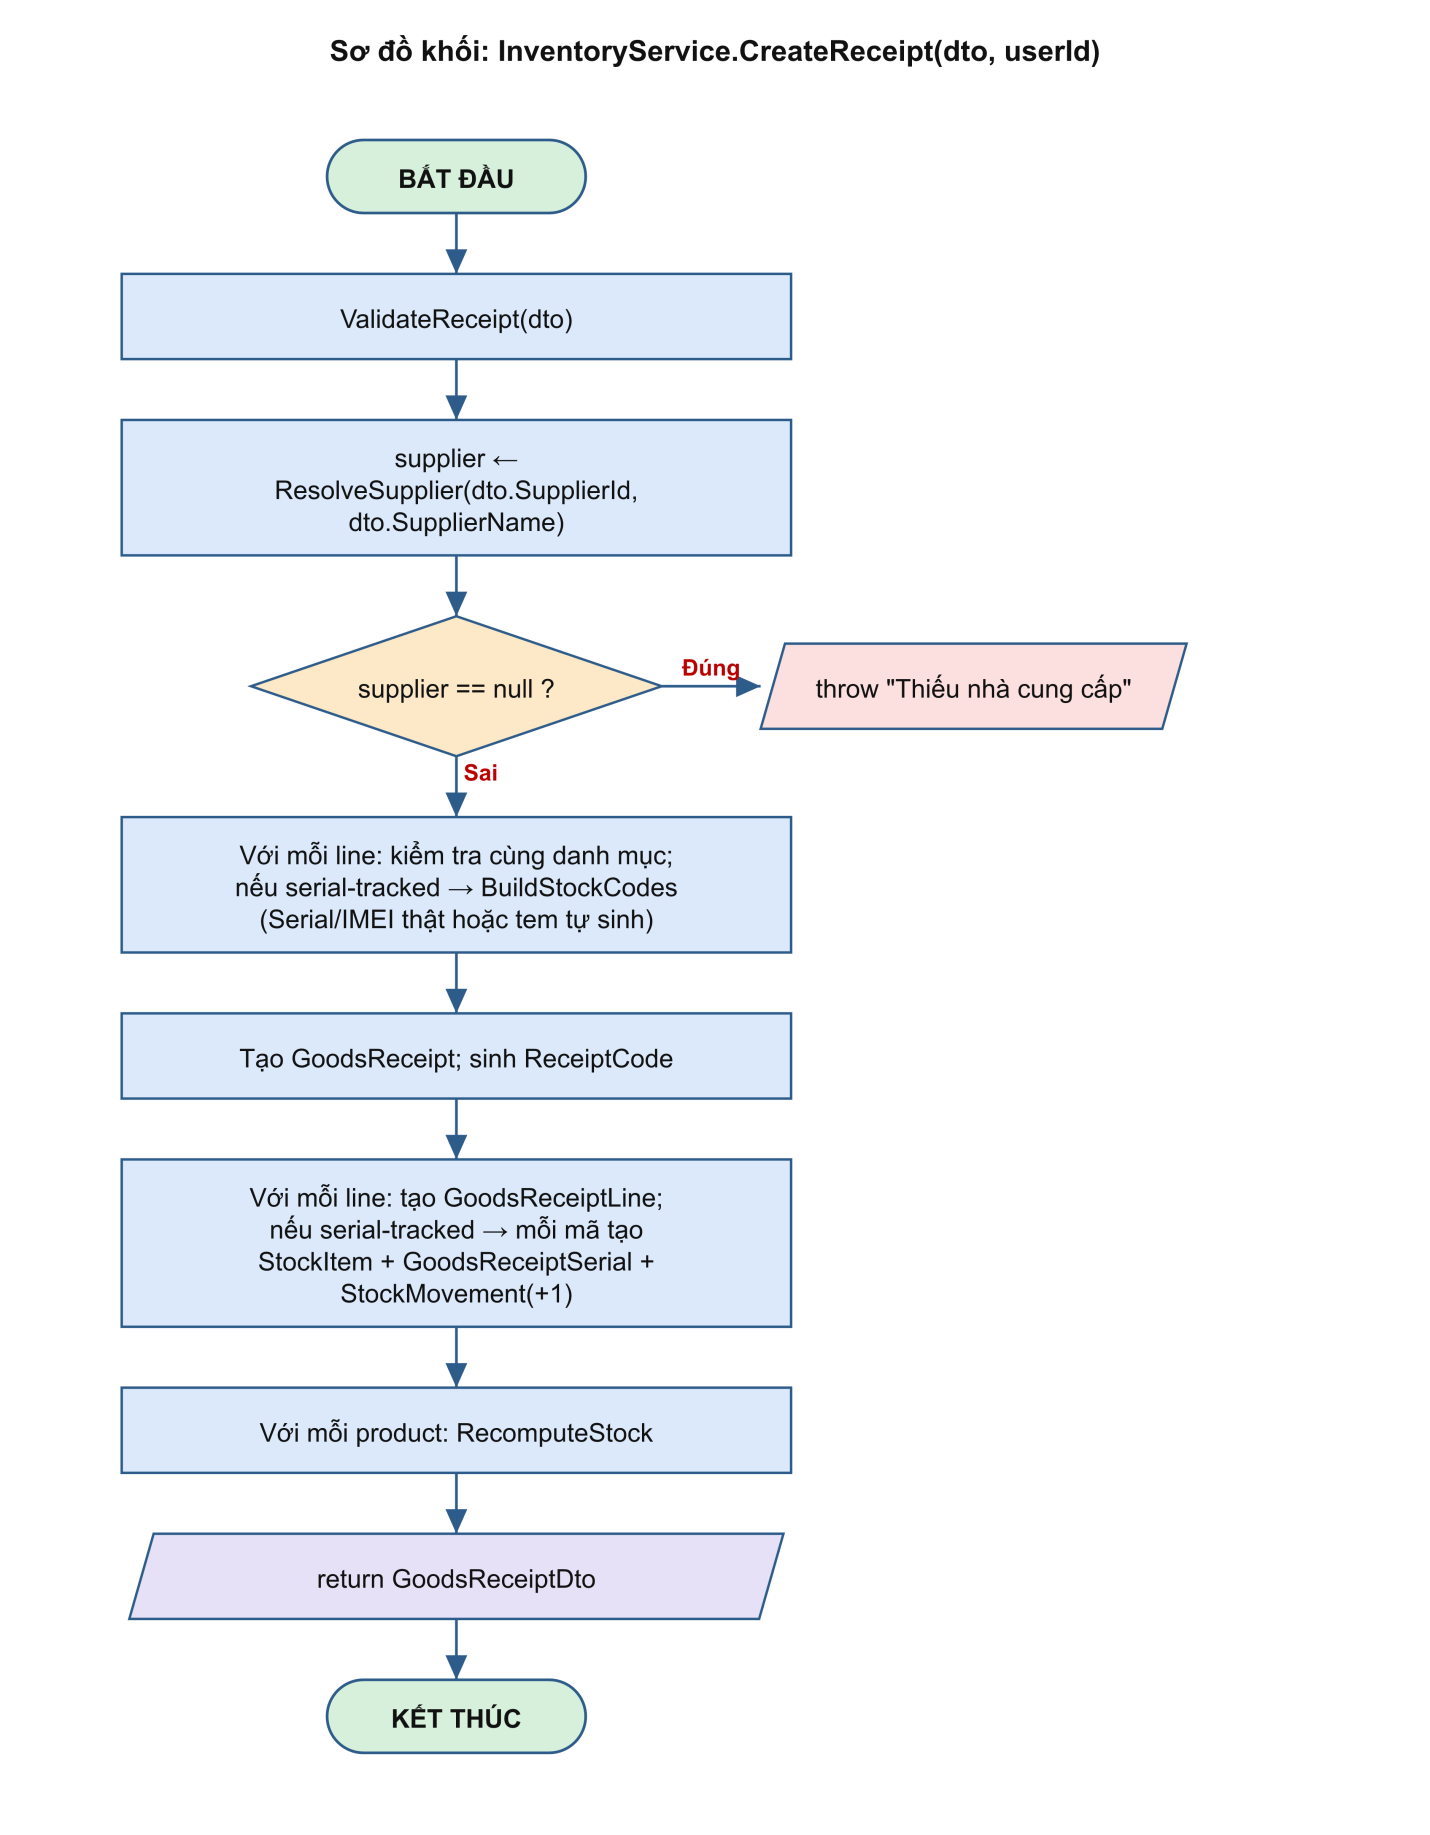 Sơ đồ khối: InventoryService.CreateReceipt(dto, userId)
BẮT ĐẦU
ValidateReceipt(dto)
supplier ←
ResolveSupplier(dto.SupplierId,
dto.SupplierName)
supplier == null ?
Đúng
throw "Thiếu nhà cung cấp"
Sai
Với mỗi line: kiểm tra cùng danh mục;
nếu serial-tracked → BuildStockCodes
(Serial/IMEI thật hoặc tem tự sinh)
Tạo GoodsReceipt; sinh ReceiptCode
Với mỗi line: tạo GoodsReceiptLine;
nếu serial-tracked → mỗi mã tạo
StockItem + GoodsReceiptSerial +
StockMovement(+1)
Với mỗi product: RecomputeStock
return GoodsReceiptDto
KẾT THÚC